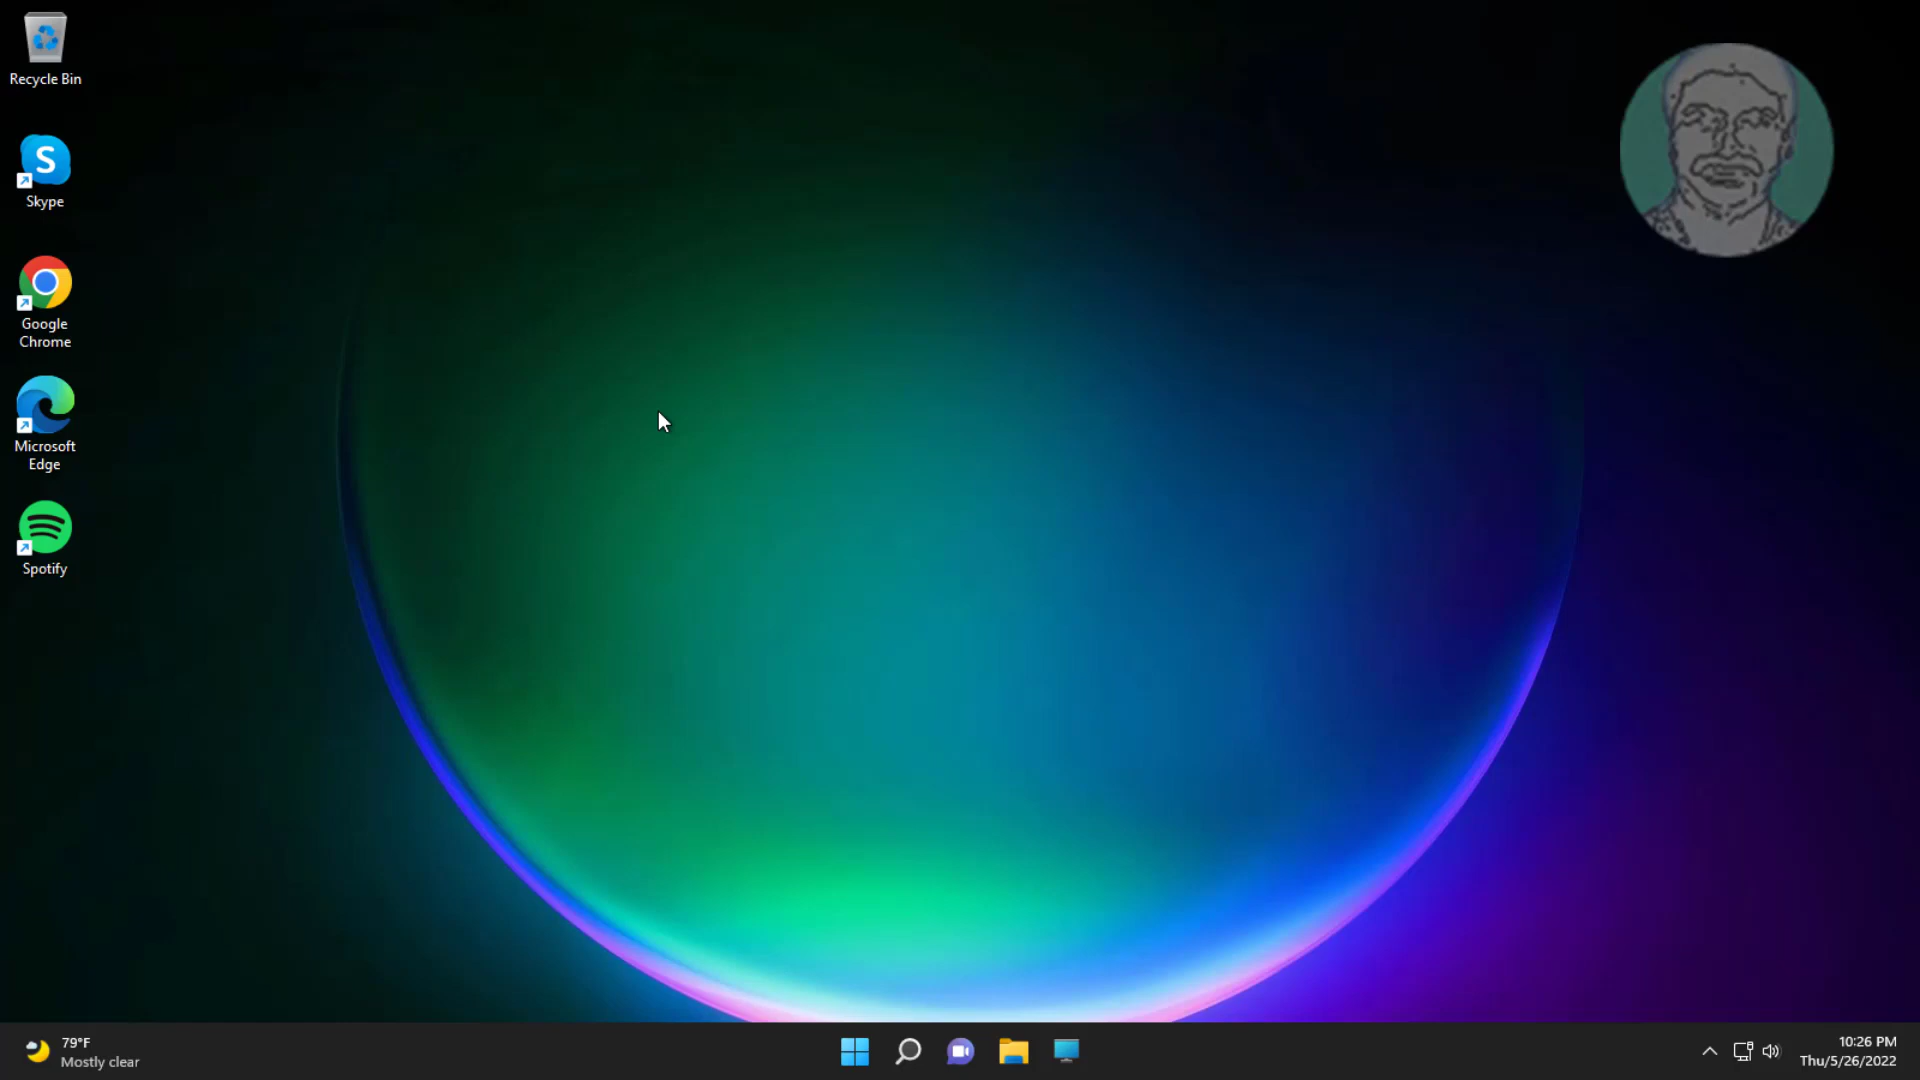 Recycle Bin
S
Skype
Google
Chrome
Microsoft
Edge
Spotify
79°F
Mostly clear
10:26 PM
Thu/5/26/2022